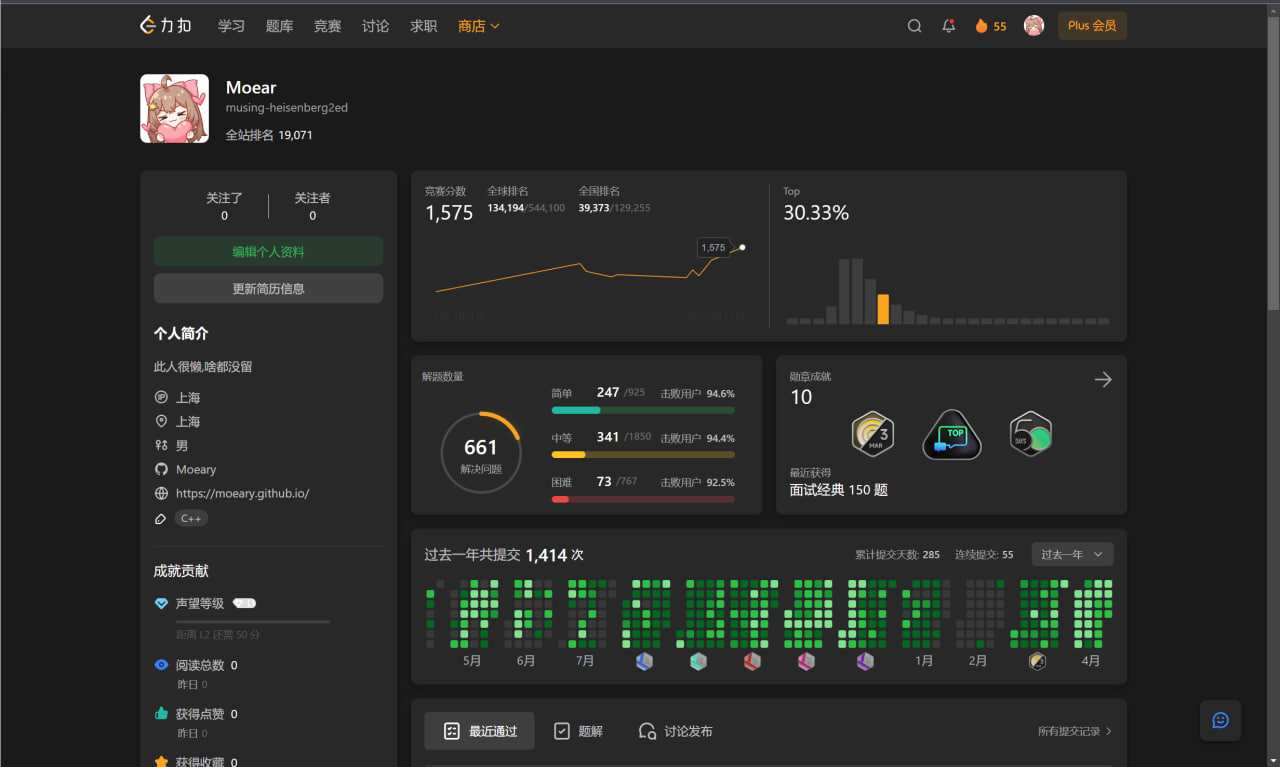 力扣 学习 题库 竞赛 讨论 求职 商店 55 Plus 会员
Moear
musing-heisenberg2ed
全站排名 19,071
关注了 关注者
0 0
编辑个人资料
更新简历信息
个人简介
此人很懒,啥都没留
IP 上海
上海
男
Moeary
https://moeary.github.io/
C++
成就贡献
声望等级
距离 L2 还需 50 分
阅读总数 0
昨日 0
获得点赞 0
昨日 0
获得收藏 0
竞赛分数 全球排名 全国排名
1,575 134,194/544,100 39,373/129,255
1,575
2023年4月 2023年12月
Top
30.33%
解题数量
661
解决问题
简单 247 /925 击败用户 94.6%
中等 341 /1850 击败用户 94.4%
困难 73 /767 击败用户 92.5%
勋章成就
10
3 MAR
TOP
50 DAYS
最近获得
面试经典 150 题
过去一年共提交 1,414 次 累计提交天数: 285 连续提交: 55 过去一年
5月 6月 7月 1月 2月 3 4月
最近通过 题解 讨论发布 所有提交记录